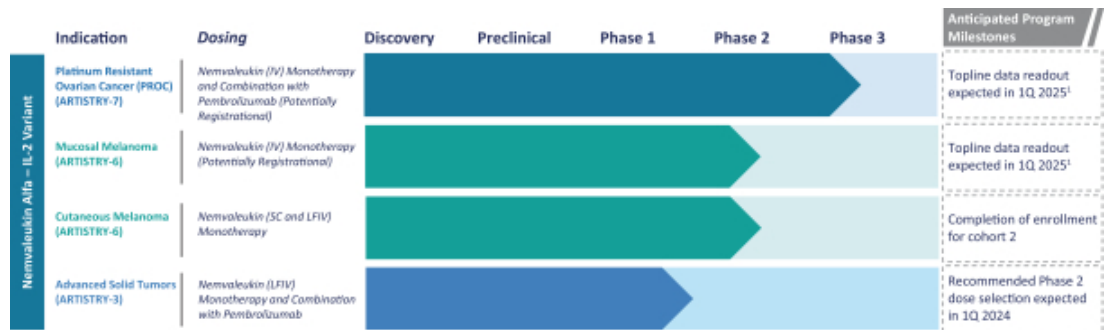 Indication Dosing Discovery Preclinical Phase 1 Phase 2 Phase 3 Anticipated Program
Milestones
Nemvaleukin Alfa – IL-2 Variant
Platinum Resistant
Ovarian Cancer (PROC)
(ARTISTRY-7)
Nemvaleukin (IV) Monotherapy
and Combination with
Pembrolizumab (Potentially
Registrational)
Topline data readout
expected in 1Q 2025¹
Mucosal Melanoma
(ARTISTRY-6)
Nemvaleukin (IV) Monotherapy
(Potentially Registrational)
Topline data readout
expected in 1Q 2025¹
Cutaneous Melanoma
(ARTISTRY-6)
Nemvaleukin (SC and LFIV)
Monotherapy
Completion of enrollment
for cohort 2
Advanced Solid Tumors
(ARTISTRY-3)
Nemvaleukin (LFIV)
Monotherapy and Combination
with Pembrolizumab
Recommended Phase 2
dose selection expected
in 1Q 2024